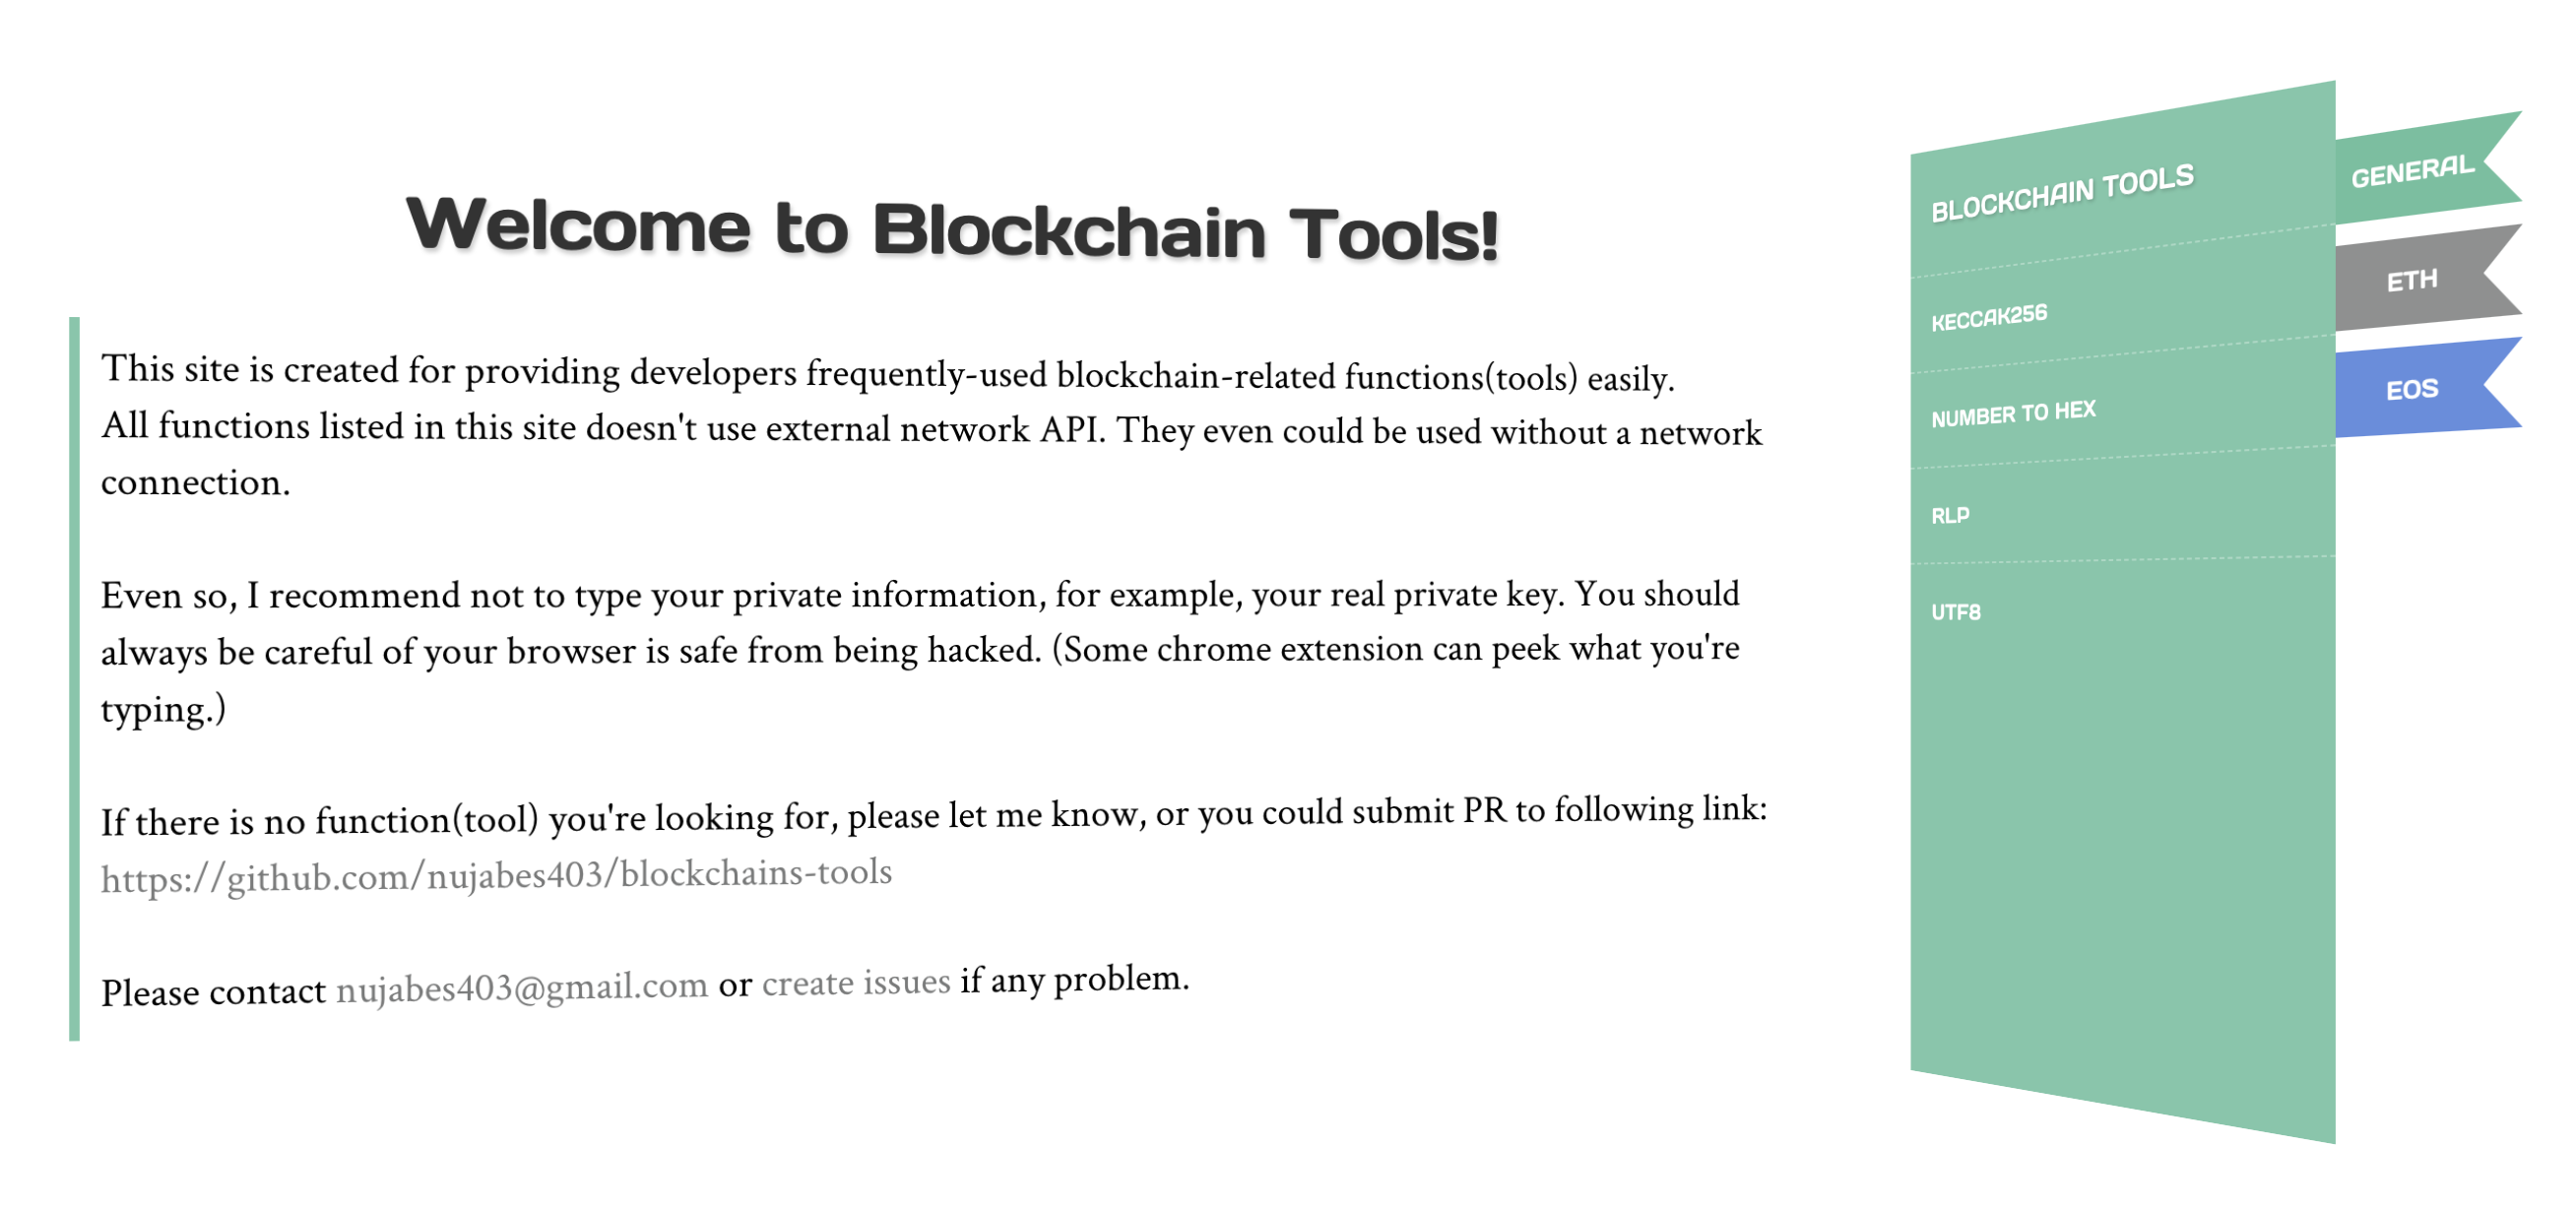 Welcome to Blockchain Tools!
This site is created for providing developers frequently-used blockchain-related functions(tools) easily.
All functions listed in this site doesn't use external network API. They even could be used without a network
connection.
Even so, I recommend not to type your private information, for example, your real private key. You should
always be careful of your browser is safe from being hacked. (Some chrome extension can peek what you're
typing.)
If there is no function(tool) you're looking for, please let me know, or you could submit PR to following link:
https://github.com/nujabes403/blockchains-tools
Please contact nujabes403@gmail.com or create issues if any problem.
BLOCKCHAIN TOOLS
KECCAK256
NUMBER TO HEX
RLP
UTF8
GENERAL
ETH
EOS